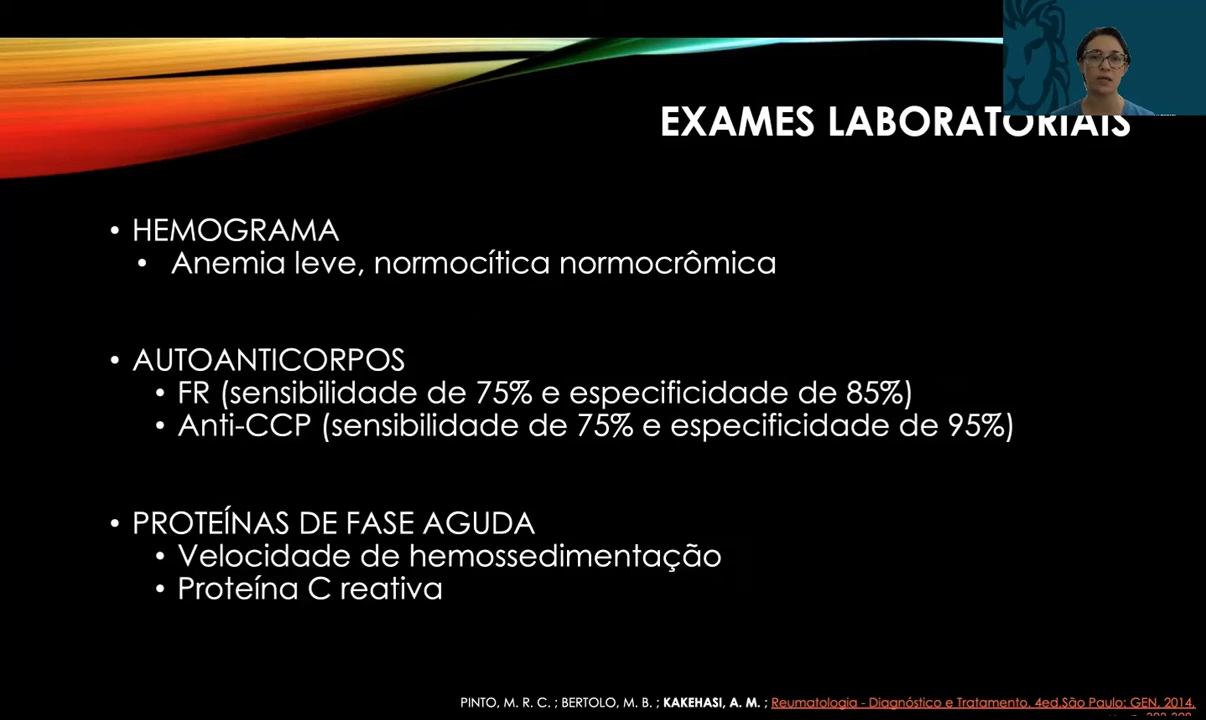 EXAMES LABORATORIAIS
• HEMOGRAMA
• Anemia leve, normocítica normocrômica
• AUTOANTICORPOS
• FR (sensibilidade de 75% e especificidade de 85%)
• Anti-CCP (sensibilidade de 75% e especificidade de 95%)
• PROTEÍNAS DE FASE AGUDA
• Velocidade de hemossedimentação
• Proteína C reativa
PINTO, M. R. C. ; BERTOLO, M. B. ; KAKEHASI, A. M. ; Reumatologia - Diagnóstico e Tratamento. 4ed.São Paulo: GEN, 2014,